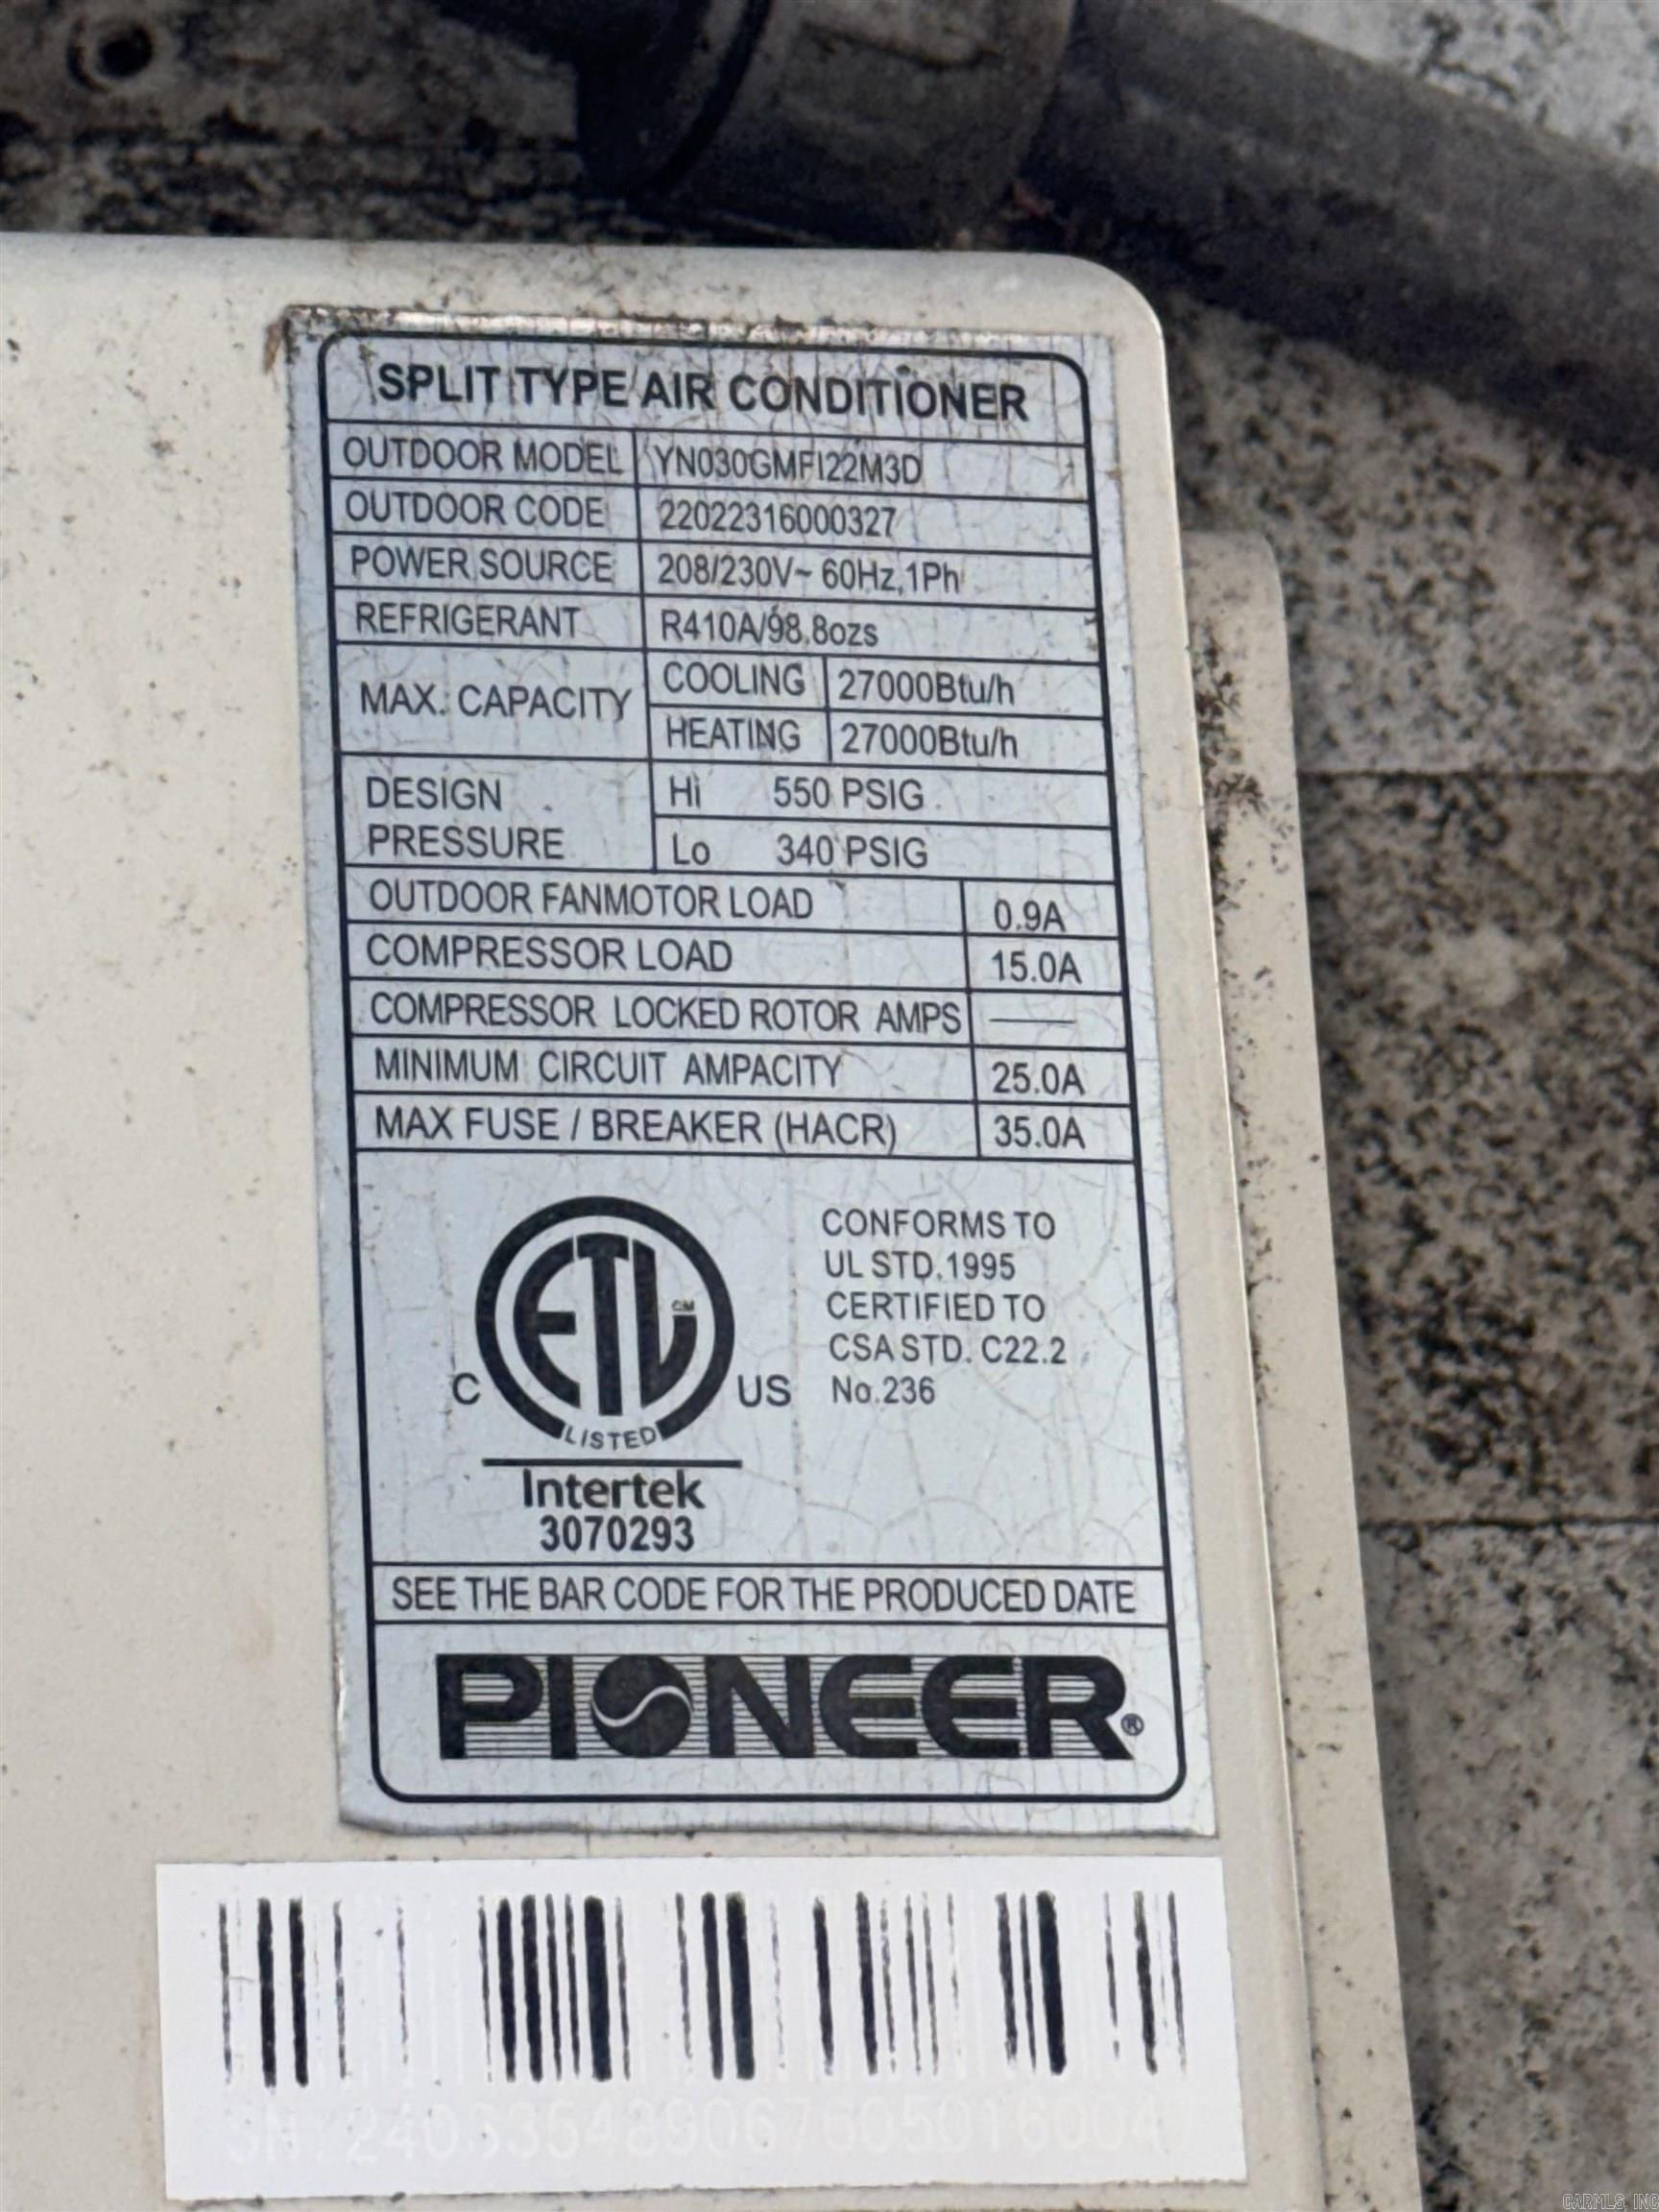 SPLIT TYPE AIR CONDITIONER
OUTDOOR MODEL YN030GMFI22M3D
OUTDOOR CODE 22022316000327
POWER SOURCE 208/230V~ 60Hz,1Ph
REFRIGERANT R410A/98.8ozs
MAX. CAPACITY COOLING 27000Btu/h
HEATING 27000Btu/h
DESIGN PRESSURE Hi 550 PSIG
Lo 340 PSIG
OUTDOOR FANMOTOR LOAD 0.9A
COMPRESSOR LOAD 15.0A
COMPRESSOR LOCKED ROTOR AMPS —
MINIMUM CIRCUIT AMPACITY 25.0A
MAX FUSE / BREAKER (HACR) 35.0A
ETL CM
C US
LISTED
Intertek
3070293
CONFORMS TO
UL STD.1995
CERTIFIED TO
CSA STD. C22.2
No.236
SEE THE BAR CODE FOR THE PRODUCED DATE
PIONEER®
SN:
CARMLS, INC